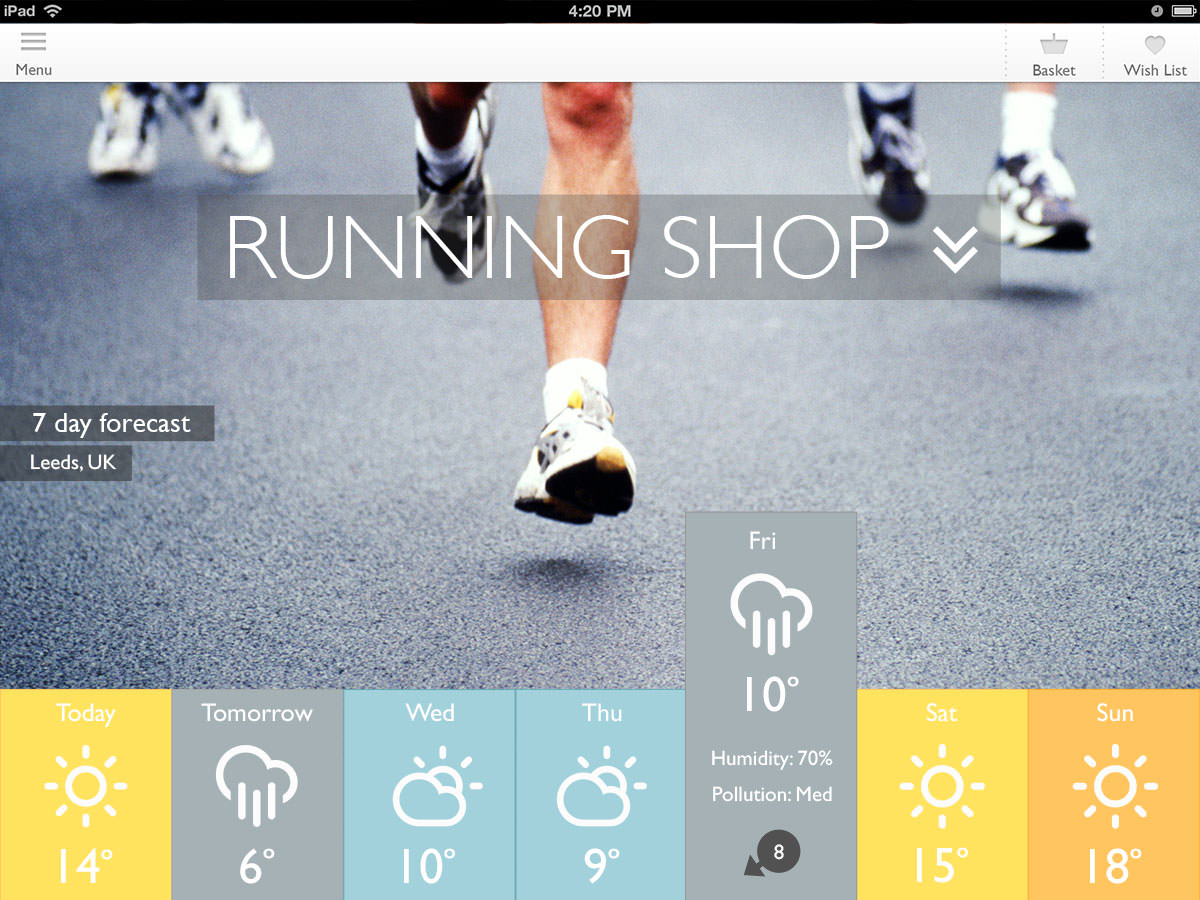 iPad
4:20 PM
Menu
Basket
Wish List
RUNNING SHOP
7 day forecast
Leeds, UK
Fri
10°
Humidity: 70%
Pollution: Med
8
Today
14°
Tomorrow
6°
Wed
10°
Thu
9°
Sat
15°
Sun
18°